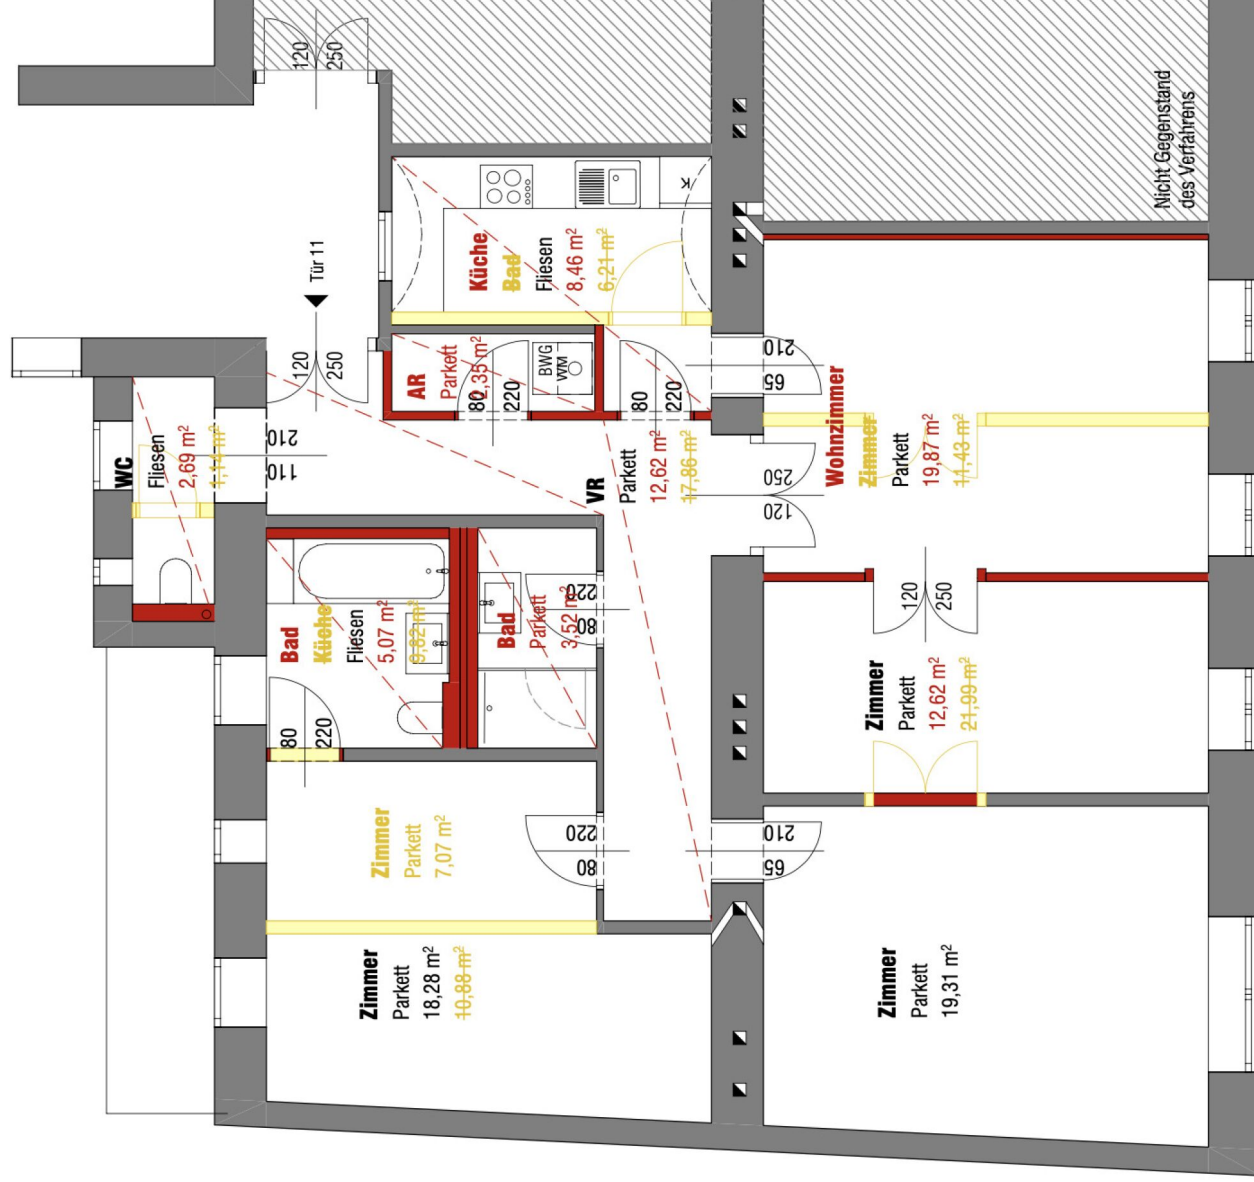 120
250
Nicht Gegenstand
des Verfahrens
Tür 11
120
250
Küche
Bad
Fliesen
8,46 m²
6,21 m²
K
AR
Parkett
2,35 m²
80
220
BWG
WM
80
220
210
65
WC
Fliesen
2,69 m²
1,14 m²
210
110
VR
Parkett
12,62 m²
17,86 m²
250
120
Wohnzimmer
Zimmer
Parkett
19,87 m²
11,43 m²
120
250
Bad
Küche
Fliesen
5,07 m²
9,82 m²
80
220
Bad
Parkett
3,52 m²
220
80
Zimmer
Parkett
12,62 m²
21,99 m²
Zimmer
Parkett
7,07 m²
220
80
210
65
Zimmer
Parkett
18,28 m²
10,88 m²
Zimmer
Parkett
19,31 m²